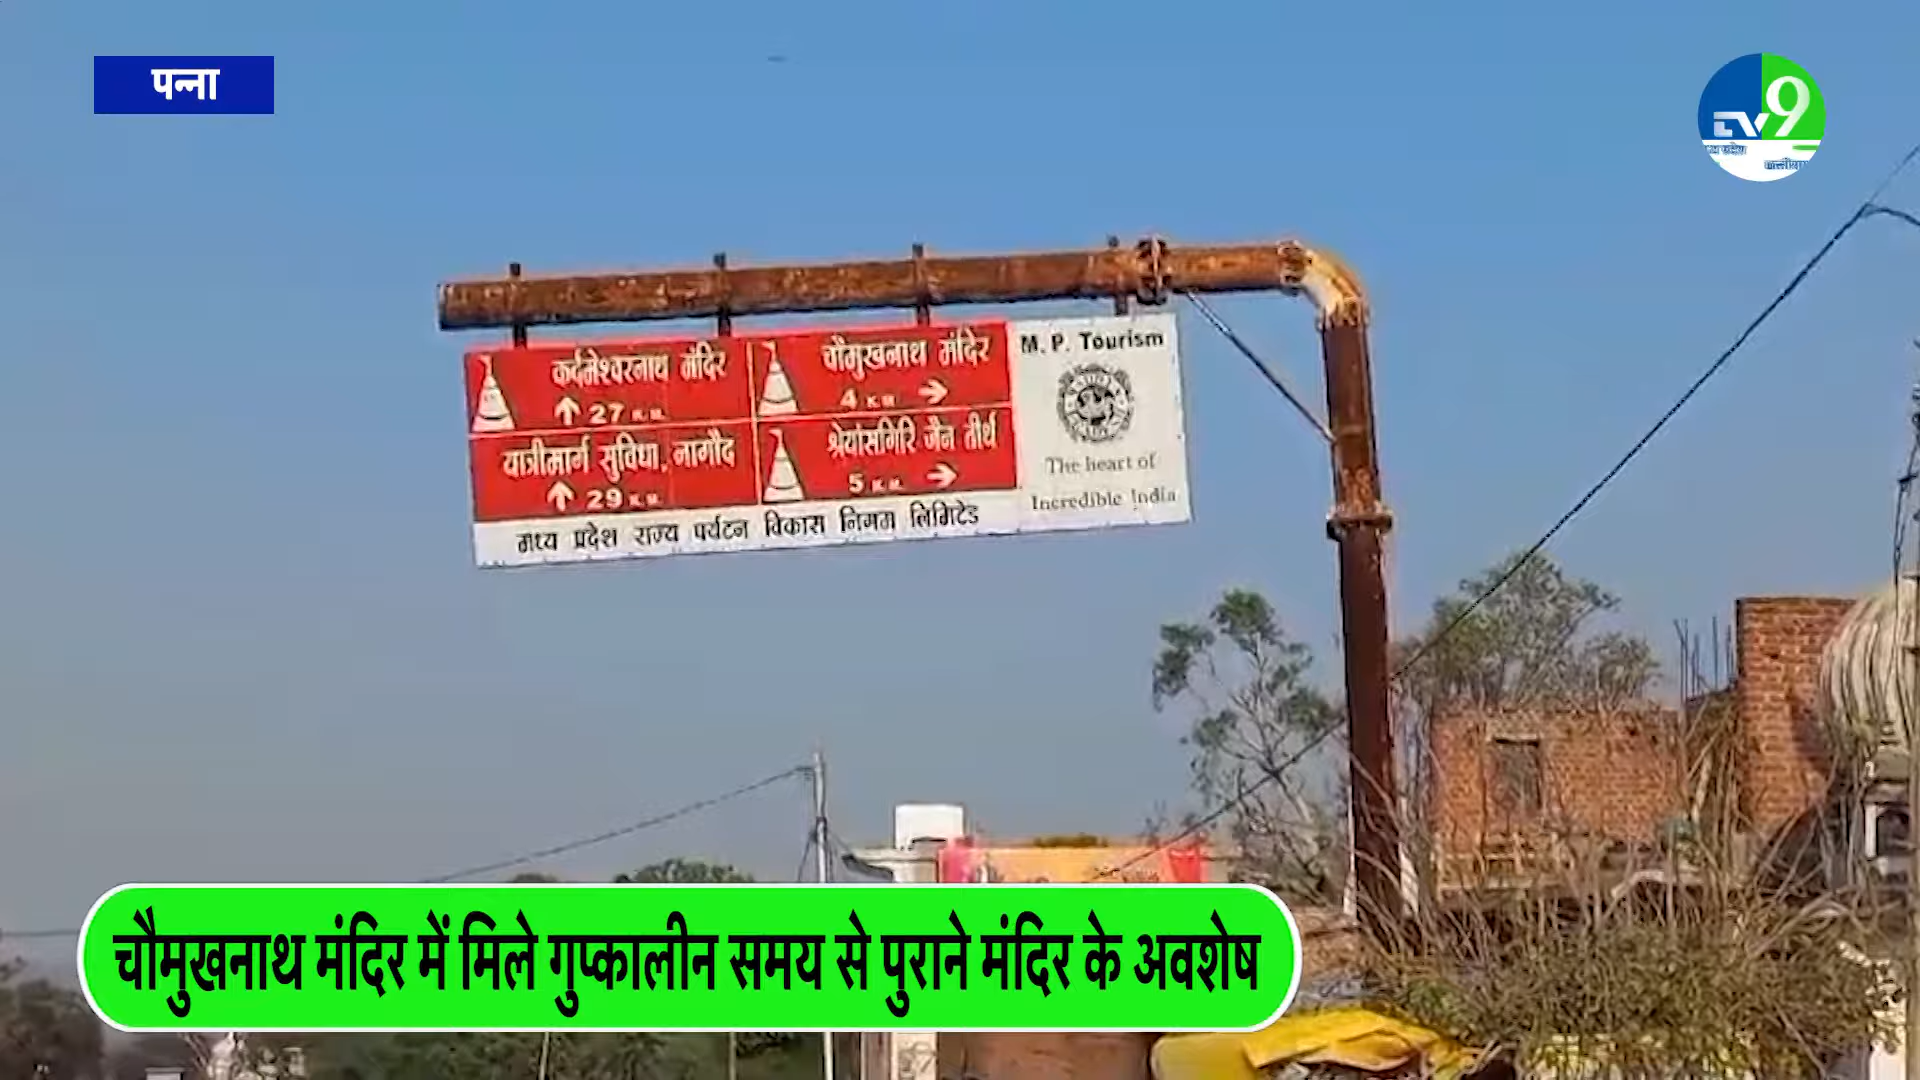 पन्ना
TV9
कर्दमेश्वरनाथ मंदिर
27 K.M.
चौंमुखनाथ मंदिर
4 K.M.
यात्रीमार्ग सुविधा, नागौद
29 K.M.
श्रेयांसगिरि जैन तीर्थ
5 K.M.
मध्य प्रदेश राज्य पर्यटन विकास निगम लिमिटेड
M. P. Tourism
The heart of
Incredible India
चौमुखनाथ मंदिर में मिले गुप्कालीन समय से पुराने मंदिर के अवशेष